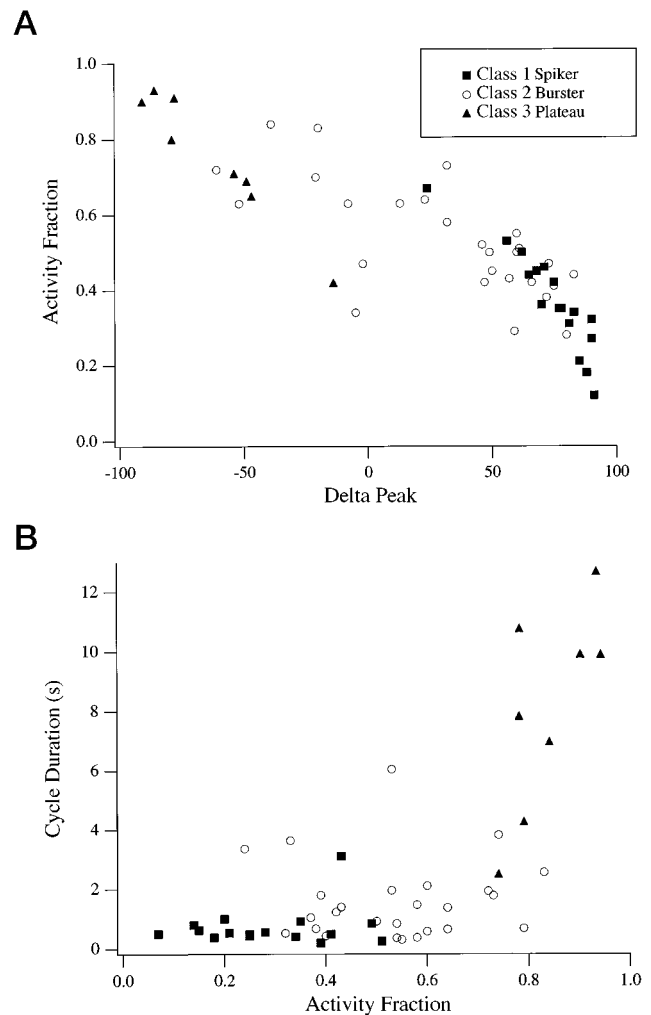 A
1.0
0.8
0.6
0.4
0.2
0.0
Activity Fraction
■ Class 1 Spiker
○ Class 2 Burster
▲ Class 3 Plateau
-100 -50 0 50 100
Delta Peak
B
12
10
8
6
4
2
0
Cycle Duration (s)
0.0 0.2 0.4 0.6 0.8 1.0
Activity Fraction